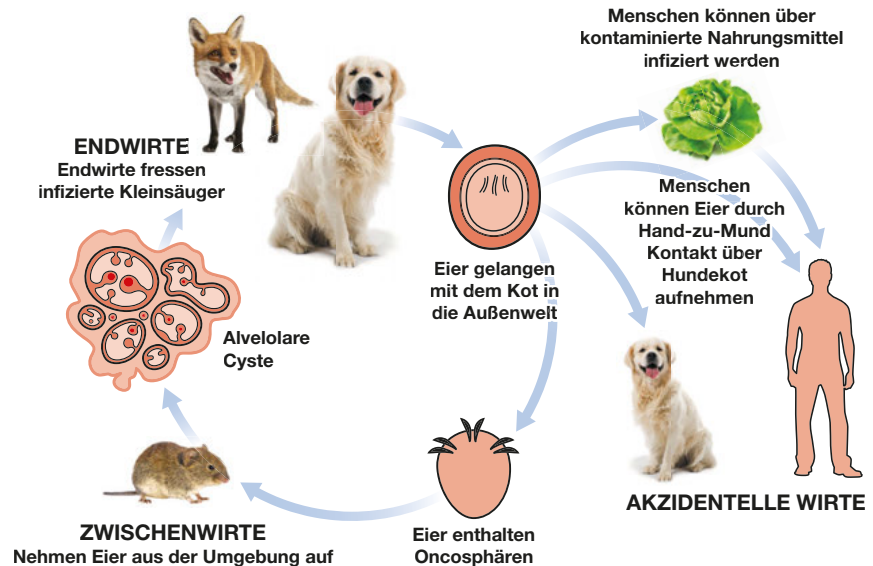 Menschen können über
kontaminierte Nahrungsmittel
infiziert werden
ENDWIRTE
Endwirte fressen
infizierte Kleinsäuger
Menschen
können Eier durch
Hand-zu-Mund
Kontakt über
Hundekot
aufnehmen
Eier gelangen
mit dem Kot in
die Außenwelt
Alvelolare
Cyste
AKZIDENTELLE WIRTE
ZWISCHENWIRTE
Nehmen Eier aus der Umgebung auf
Eier enthalten
Oncosphären